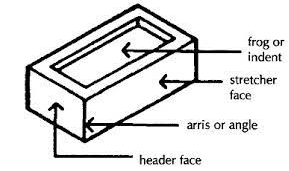 frog or
indent
stretcher
face
arris or angle
header face